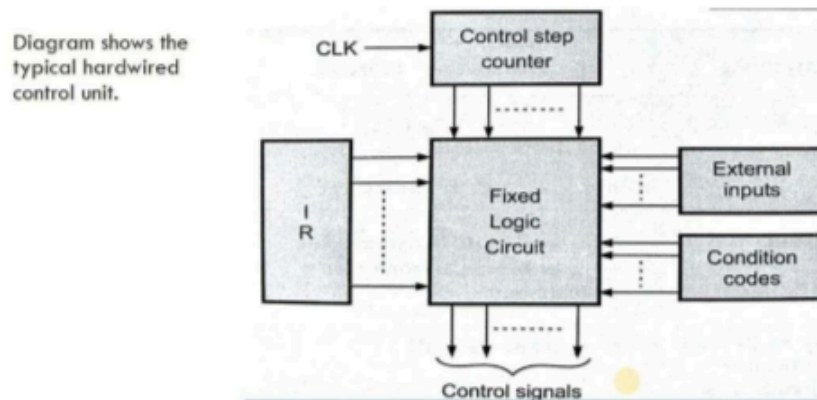 Diagram shows the
typical hardwired
control unit.
CLK
Control step
counter
I
R
Fixed
Logic
Circuit
External
inputs
Condition
codes
Control signals